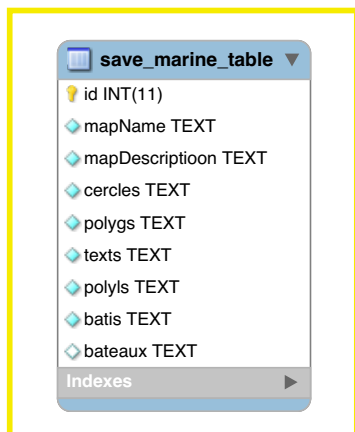 save_marine_table
id INT(11)
mapName TEXT
mapDescriptioon TEXT
cercles TEXT
polygs TEXT
texts TEXT
polyls TEXT
batis TEXT
bateaux TEXT
Indexes